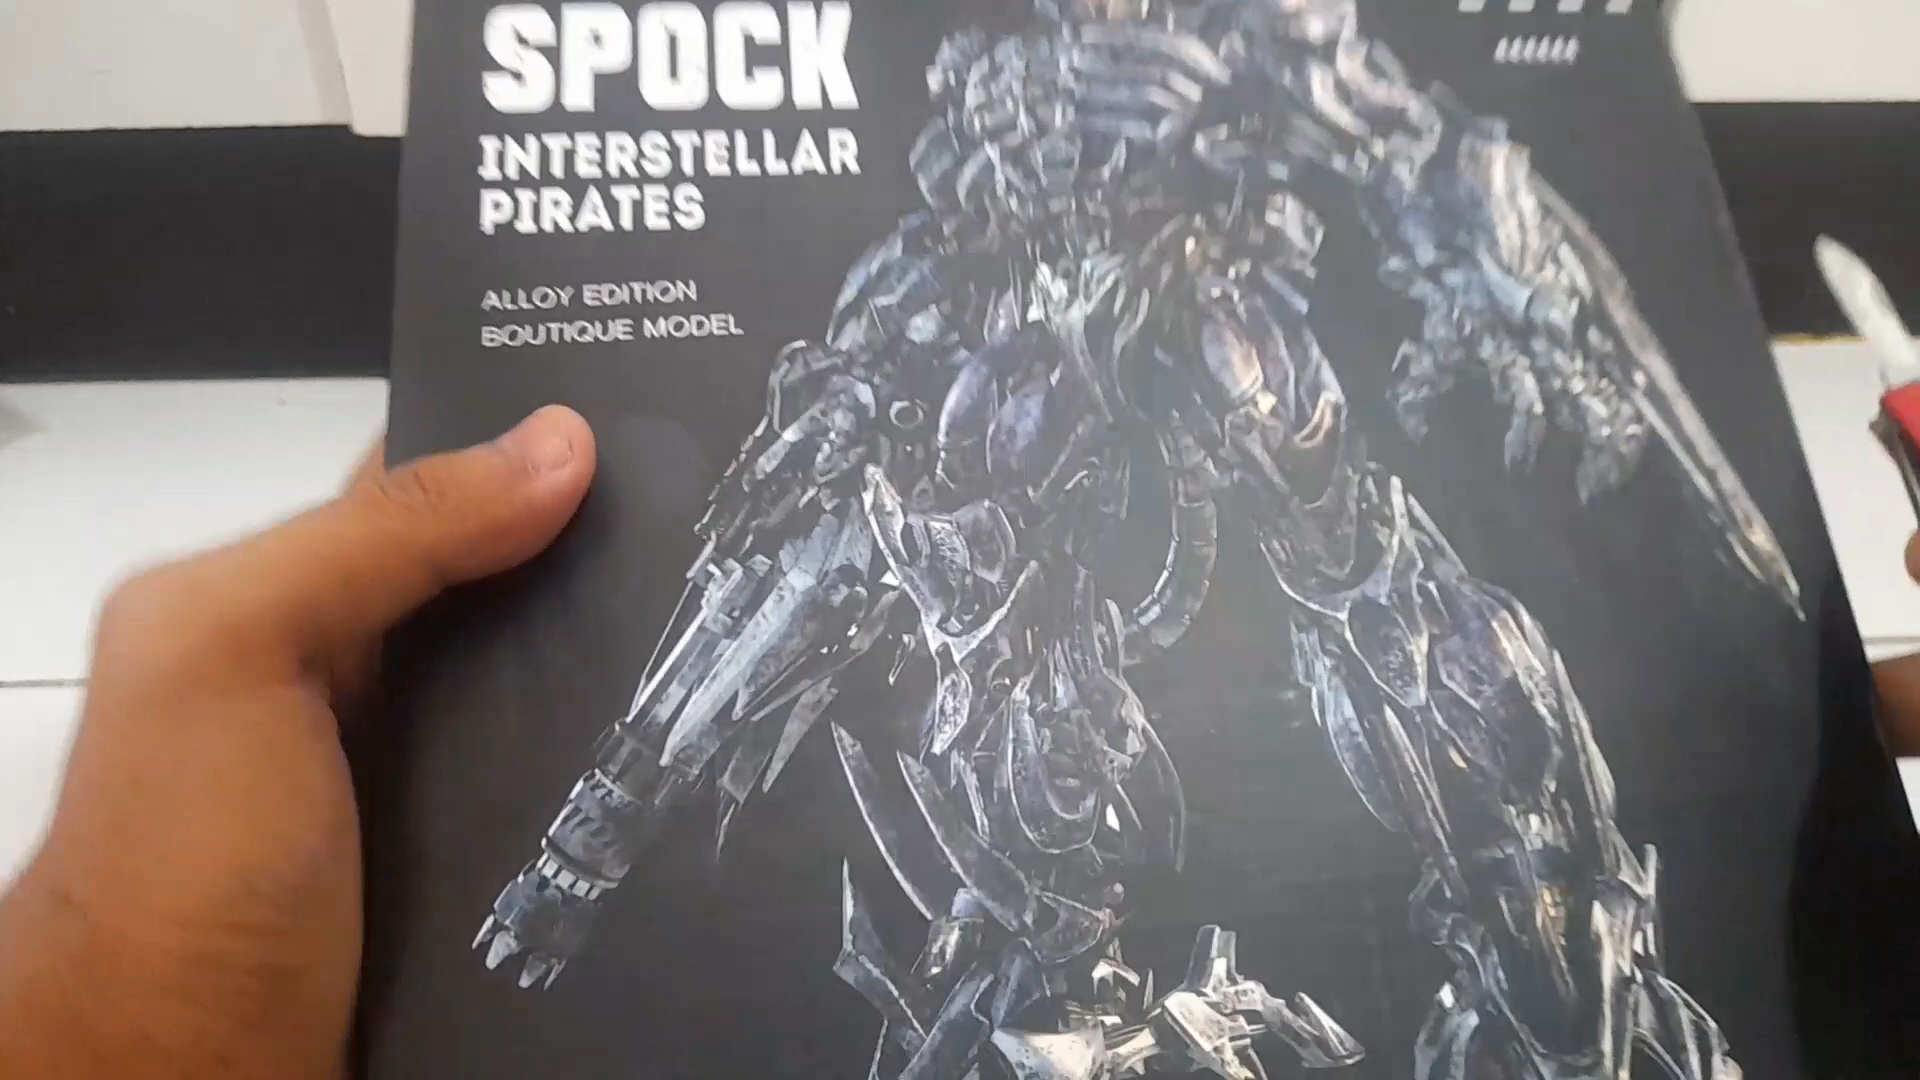 SPOCK
INTERSTELLAR
PIRATES
ALLOY EDITION
BOUTIQUE MODEL